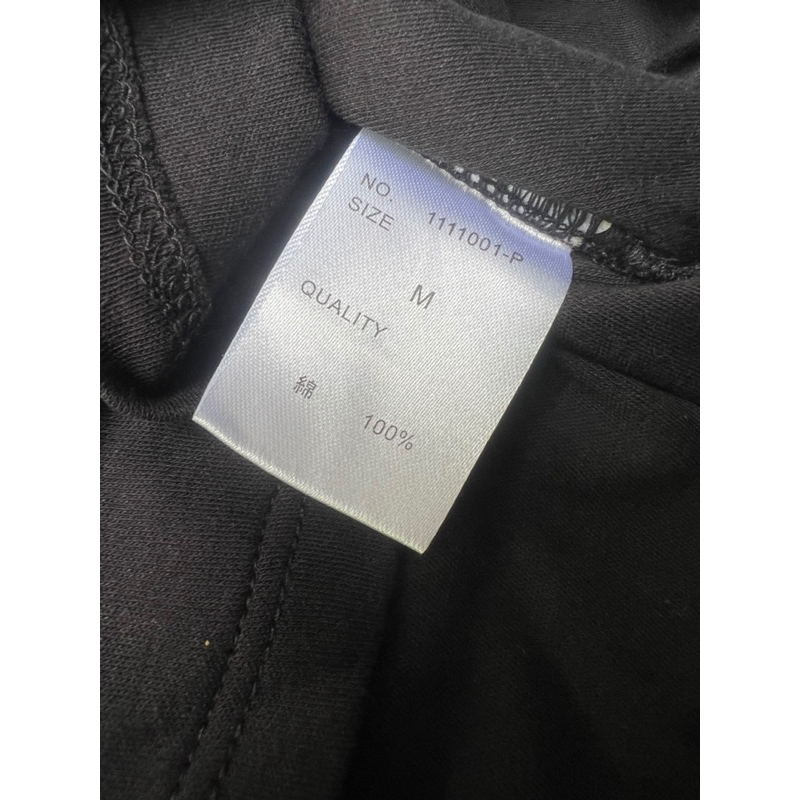 NO. 1111001-P
SIZE
M
QUALITY
綿 100%